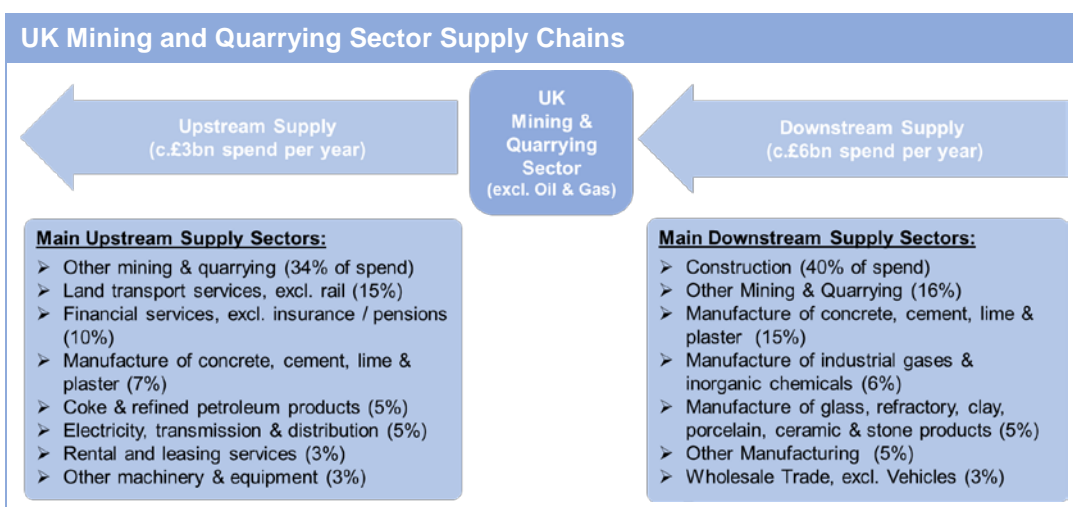 UK Mining and Quarrying Sector Supply Chains
Upstream Supply
(c.£3bn spend per year)
UK
Mining &
Quarrying
Sector
(excl. Oil & Gas)
Downstream Supply
(c.£6bn spend per year)
Main Upstream Supply Sectors:
➢ Other mining & quarrying (34% of spend)
➢ Land transport services, excl. rail (15%)
➢ Financial services, excl. insurance / pensions
(10%)
➢ Manufacture of concrete, cement, lime &
plaster (7%)
➢ Coke & refined petroleum products (5%)
➢ Electricity, transmission & distribution (5%)
➢ Rental and leasing services (3%)
➢ Other machinery & equipment (3%)
Main Downstream Supply Sectors:
➢ Construction (40% of spend)
➢ Other Mining & Quarrying (16%)
➢ Manufacture of concrete, cement, lime &
plaster (15%)
➢ Manufacture of industrial gases &
inorganic chemicals (6%)
➢ Manufacture of glass, refractory, clay,
porcelain, ceramic & stone products (5%)
➢ Other Manufacturing (5%)
➢ Wholesale Trade, excl. Vehicles (3%)